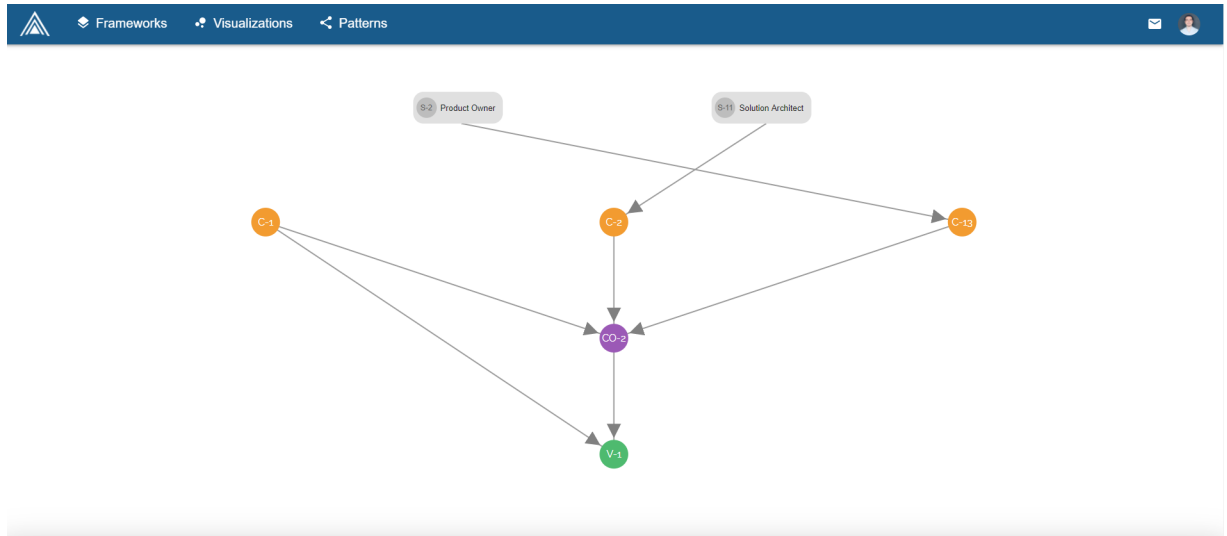 Frameworks Visualizations Patterns
S-2 Product Owner
S-11 Solution Architect
C-1
C-2
C-13
CO-2
V-1